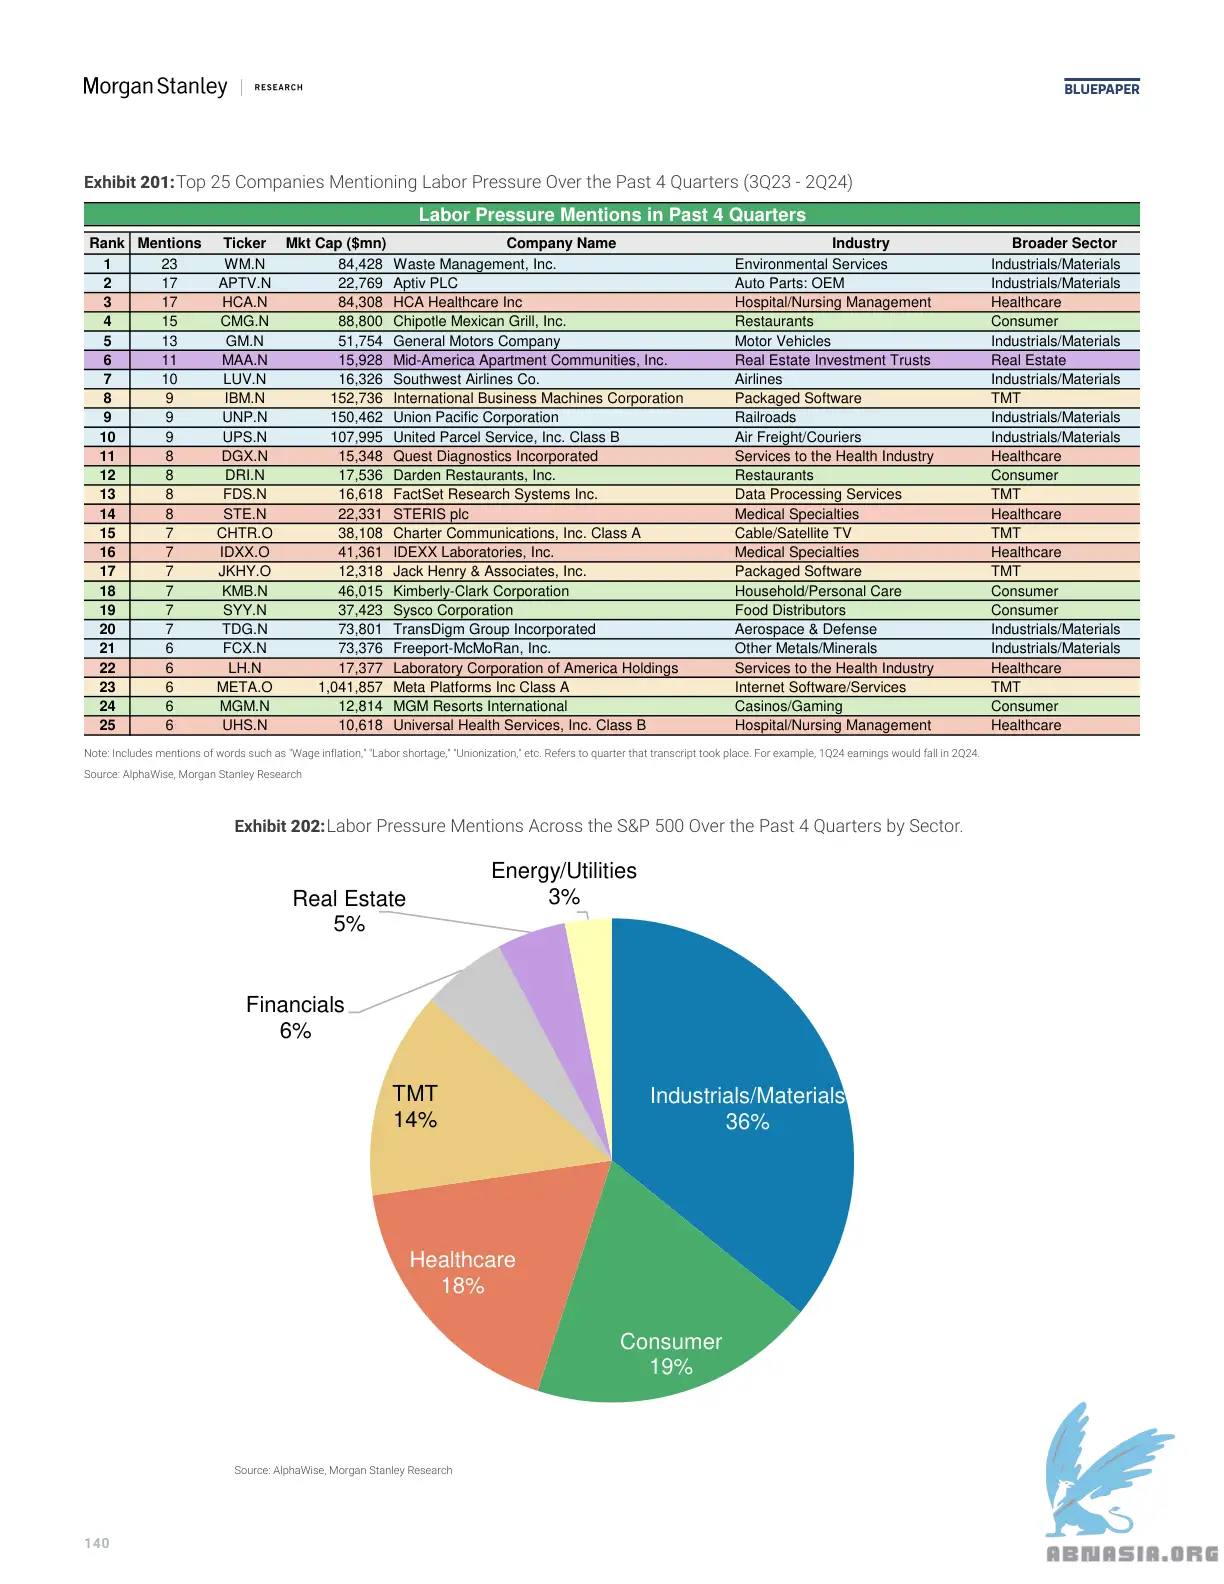 Morgan Stanley | RESEARCH
BLUEPAPER
Exhibit 201: Top 25 Companies Mentioning Labor Pressure Over the Past 4 Quarters (3Q23 - 2Q24)
Labor Pressure Mentions in Past 4 Quarters
Rank Mentions Ticker Mkt Cap ($mn) Company Name Industry Broader Sector
1 23 WM.N 84,428 Waste Management, Inc. Environmental Services Industrials/Materials
2 17 APTV.N 22,769 Aptiv PLC Auto Parts: OEM Industrials/Materials
3 17 HCA.N 84,308 HCA Healthcare Inc Hospital/Nursing Management Healthcare
4 15 CMG.N 88,800 Chipotle Mexican Grill, Inc. Restaurants Consumer
5 13 GM.N 51,754 General Motors Company Motor Vehicles Industrials/Materials
6 11 MAA.N 15,928 Mid-America Apartment Communities, Inc. Real Estate Investment Trusts Real Estate
7 10 LUV.N 16,326 Southwest Airlines Co. Airlines Industrials/Materials
8 9 IBM.N 152,736 International Business Machines Corporation Packaged Software TMT
9 9 UNP.N 150,462 Union Pacific Corporation Railroads Industrials/Materials
10 9 UPS.N 107,995 United Parcel Service, Inc. Class B Air Freight/Couriers Industrials/Materials
11 8 DGX.N 15,348 Quest Diagnostics Incorporated Services to the Health Industry Healthcare
12 8 DRI.N 17,536 Darden Restaurants, Inc. Restaurants Consumer
13 8 FDS.N 16,618 FactSet Research Systems Inc. Data Processing Services TMT
14 8 STE.N 22,331 STERIS plc Medical Specialties Healthcare
15 7 CHTR.O 38,108 Charter Communications, Inc. Class A Cable/Satellite TV TMT
16 7 IDXX.O 41,361 IDEXX Laboratories, Inc. Medical Specialties Healthcare
17 7 JKHY.O 12,318 Jack Henry & Associates, Inc. Packaged Software TMT
18 7 KMB.N 46,015 Kimberly-Clark Corporation Household/Personal Care Consumer
19 7 SYY.N 37,423 Sysco Corporation Food Distributors Consumer
20 7 TDG.N 73,801 TransDigm Group Incorporated Aerospace & Defense Industrials/Materials
21 6 FCX.N 73,376 Freeport-McMoRan, Inc. Other Metals/Minerals Industrials/Materials
22 6 LH.N 17,377 Laboratory Corporation of America Holdings Services to the Health Industry Healthcare
23 6 META.O 1,041,857 Meta Platforms Inc Class A Internet Software/Services TMT
24 6 MGM.N 12,814 MGM Resorts International Casinos/Gaming Consumer
25 6 UHS.N 10,618 Universal Health Services, Inc. Class B Hospital/Nursing Management Healthcare
Note: Includes mentions of words such as "Wage inflation," "Labor shortage," "Unionization," etc. Refers to quarter that transcript took place. For example, 1Q24 earnings would fall in 2Q24.
Source: AlphaWise, Morgan Stanley Research
Exhibit 202: Labor Pressure Mentions Across the S&P 500 Over the Past 4 Quarters by Sector.
Energy/Utilities
3%
Real Estate
5%
Financials
6%
TMT
14%
Industrials/Materials
36%
Healthcare
18%
Consumer
19%
Source: AlphaWise, Morgan Stanley Research
140
ABNASIA.ORG